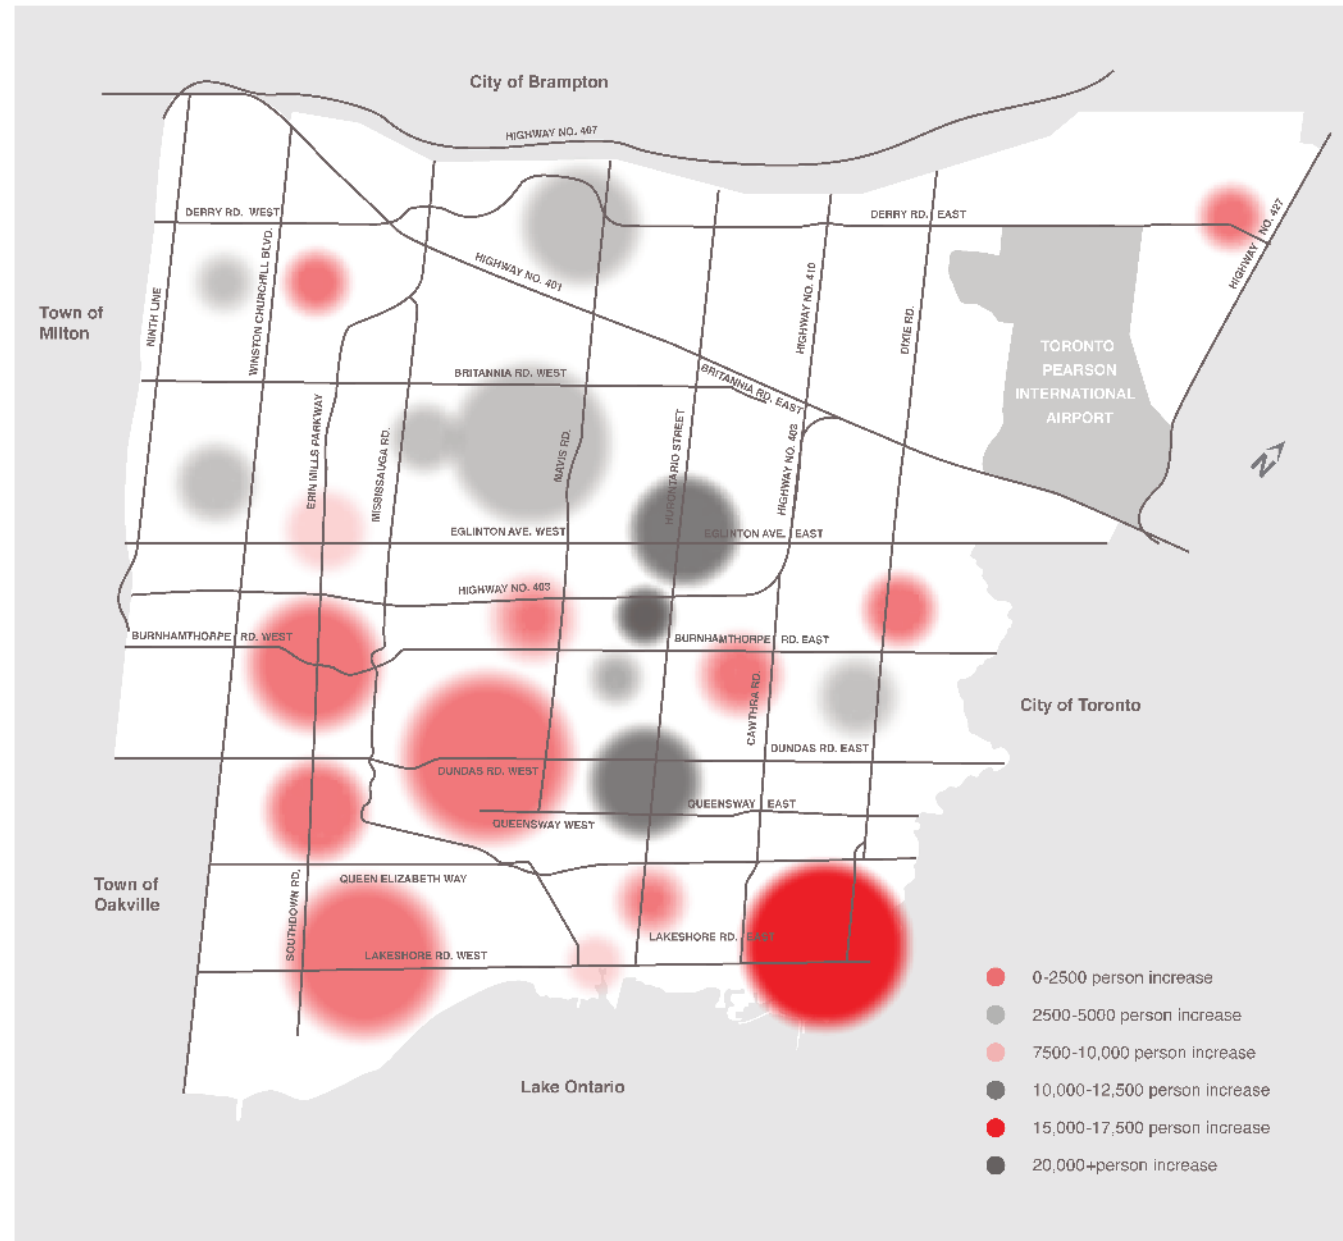 City of Brampton
HIGHWAY NO. 407
DERRY RD. WEST
DERRY RD. EAST
HIGHWAY NO. 427
HIGHWAY NO. 401
HIGHWAY NO. 410
DIXIE RD.
WINSTON CHURCHILL BLVD.
NINTH LINE
Town of
Milton
TORONTO
PEARSON
INTERNATIONAL
AIRPORT
BRITANNIA RD. WEST
BRITANNIA RD. EAST
ERIN MILLS PARKWAY
MISSISSAUGA RD.
MAVIS RD.
HURONTARIO STREET
HIGHWAY NO. 403
N
EGLINTON AVE. WEST
EGLINTON AVE. EAST
HIGHWAY NO. 403
BURNHAMTHORPE RD. WEST
BURNHAMTHORPE RD. EAST
CAWTHRA RD.
City of Toronto
DUNDAS RD. EAST
DUNDAS RD. WEST
QUEENSWAY EAST
QUEENSWAY WEST
QUEEN ELIZABETH WAY
Town of
Oakville
SOUTHDOWN RD.
LAKESHORE RD. EAST
LAKESHORE RD. WEST
Lake Ontario
0-2500 person increase
2500-5000 person increase
7500-10,000 person increase
10,000-12,500 person increase
15,000-17,500 person increase
20,000+person increase